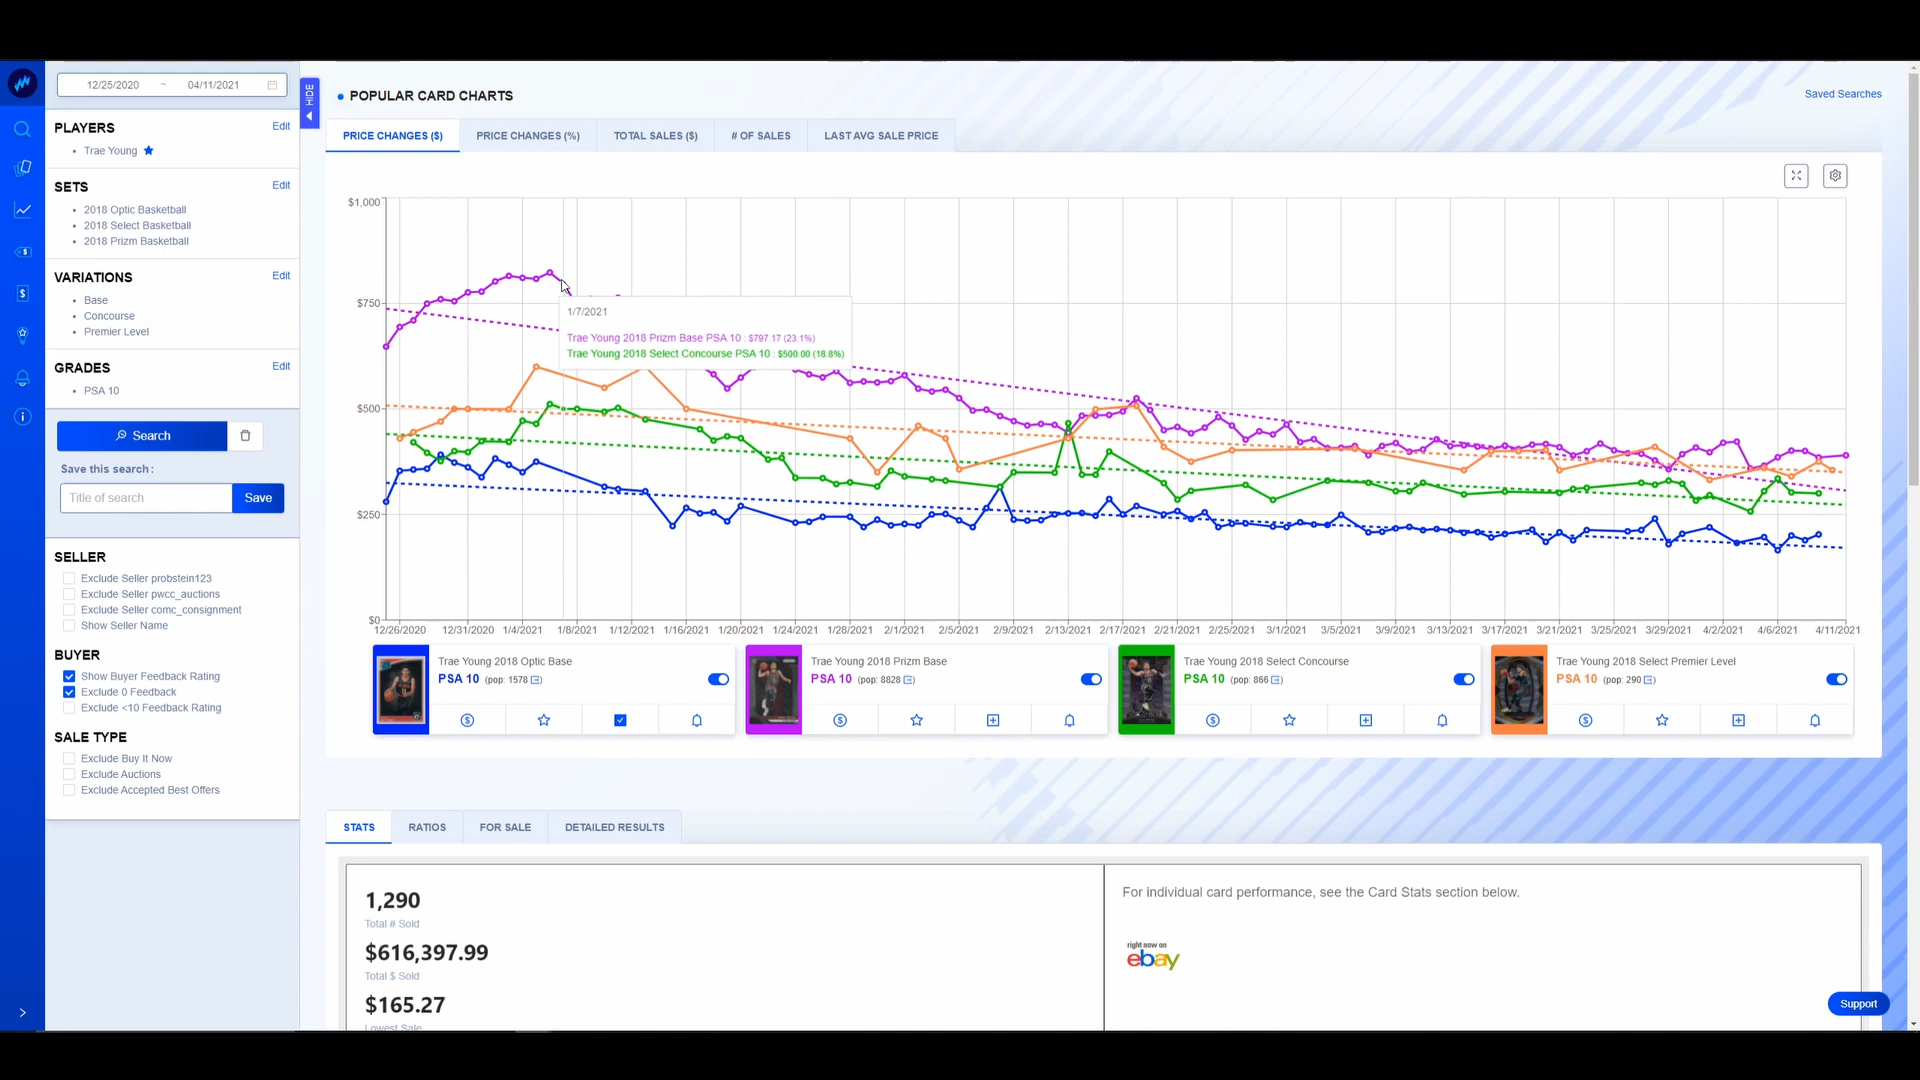 12/25/2020 ~ 04/11/2021
PLAYERS Edit
Trae Young
SETS Edit
2018 Optic Basketball
2018 Select Basketball
2018 Prizm Basketball
VARIATIONS Edit
Base
Concourse
Premier Level
GRADES Edit
PSA 10
Search
Save this search:
Title of search Save
SELLER
Exclude Seller probstein123
Exclude Seller pwcc_auctions
Exclude Seller comc_consignment
Show Seller Name
BUYER
Show Buyer Feedback Rating
Exclude 0 Feedback
Exclude <10 Feedback Rating
SALE TYPE
Exclude Buy It Now
Exclude Auctions
Exclude Accepted Best Offers
HIDE
POPULAR CARD CHARTS
Saved Searches
PRICE CHANGES ($) PRICE CHANGES (%) TOTAL SALES ($) # OF SALES LAST AVG SALE PRICE
$1,000
$750
$500
$250
$0
1/7/2021
Trae Young 2018 Prizm Base PSA 10 : $797.17 (23.1%)
Trae Young 2018 Select Concourse PSA 10 : $500.00 (18.8%)
12/26/2020 12/31/2020 1/4/2021 1/8/2021 1/12/2021 1/16/2021 1/20/2021 1/24/2021 1/28/2021 2/1/2021 2/5/2021 2/9/2021 2/13/2021 2/17/2021 2/21/2021 2/25/2021 3/1/2021 3/5/2021 3/9/2021 3/13/2021 3/17/2021 3/21/2021 3/25/2021 3/29/2021 4/2/2021 4/6/2021 4/11/2021
Trae Young 2018 Optic Base
PSA 10 (pop: 1578)
Trae Young 2018 Prizm Base
PSA 10 (pop: 8828)
Trae Young 2018 Select Concourse
PSA 10 (pop: 866)
Trae Young 2018 Select Premier Level
PSA 10 (pop: 290)
STATS RATIOS FOR SALE DETAILED RESULTS
1,290
Total # Sold
$616,397.99
Total $ Sold
$165.27
Lowest Sale
For individual card performance, see the Card Stats section below.
right now on
ebay
Support